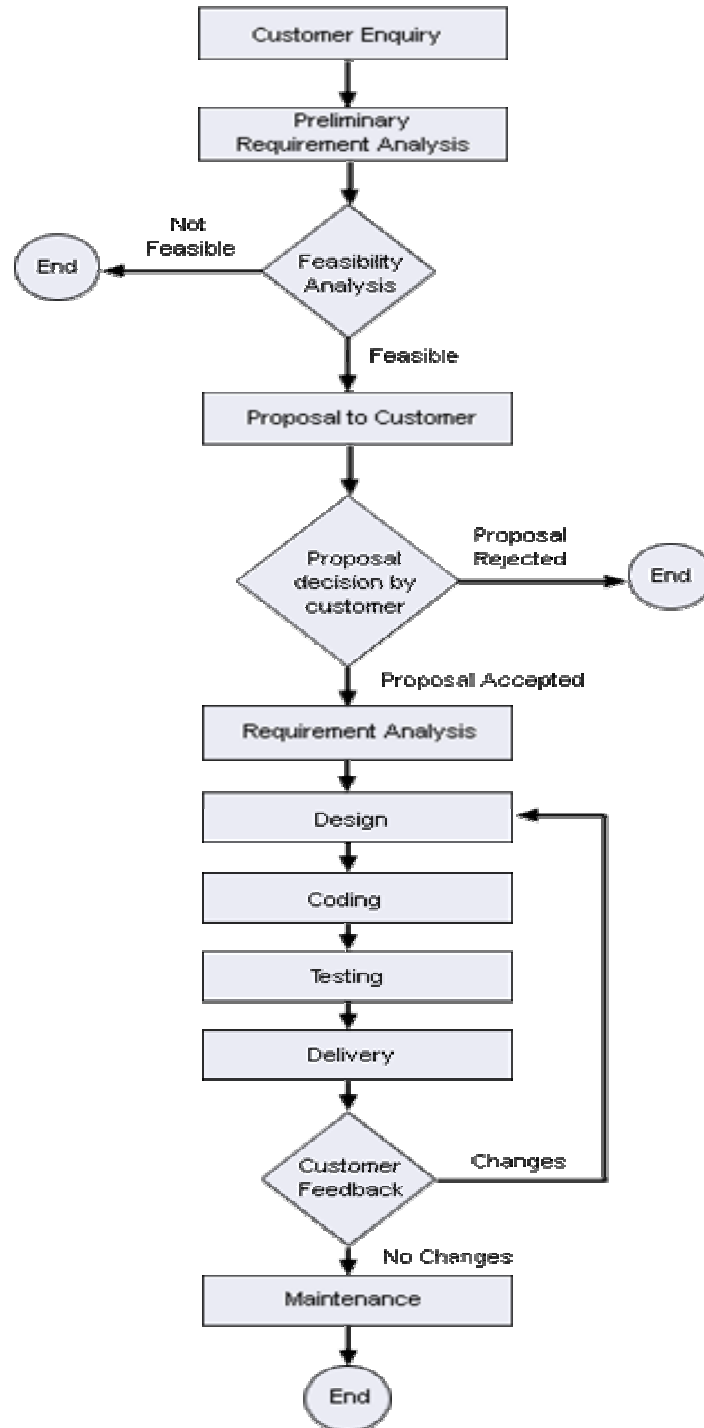 Customer Enquiry
Preliminary
Requirement Analysis
Not
Feasible
End
Feasibility
Analysis
Feasible
Proposal to Customer
Proposal
decision by
customer
Proposal
Rejected
End
Proposal Accepted
Requirement Analysis
Design
Coding
Testing
Delivery
Customer
Feedback
Changes
No Changes
Maintenance
End